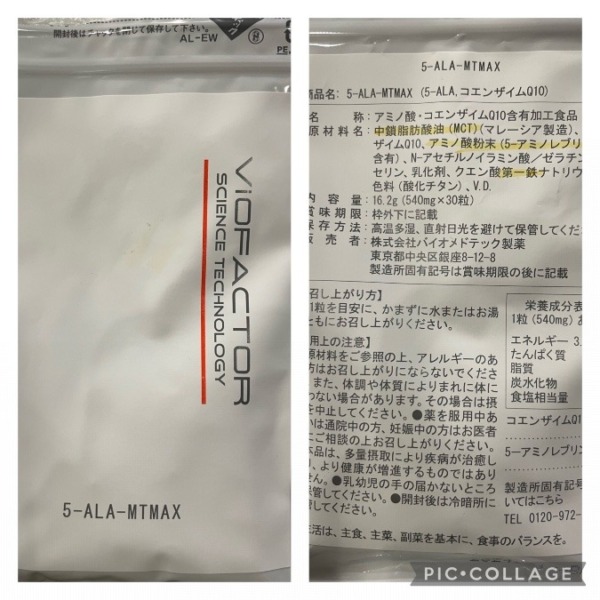 開封後はチャックを閉じて保存して下さい。
AL-EW
PE,
ViOFACTOR
SCIENCE TECHNOLOGY
5-ALA-MTMAX
5-ALA-MTMAX
商品名: 5-ALA-MTMAX (5-ALA,コエンザイムQ10)
名 称:アミノ酸・コエンザイムQ10含有加工食品
原材料名:中鎖脂肪酸油(MCT)(マレーシア製造)、
ザイムQ10、アミノ酸粉末(5-アミノレブリ
含有)、N-アセチルノイラミン酸/ゼラチン
セリン、乳化剤、クエン酸第一鉄ナトリウ
色料(酸化チタン)、V.D.
内 容 量:16.2g(540mg×30粒)
賞味期限:枠外下に記載
保存方法:高温多湿、直射日光を避けて保管してくださ
販 売 者:株式会社バイオメドテック製薬
東京都中央区銀座8-12-8
製造所固有記号は賞味期限の後に記載
召し上がり方】
1粒を目安に、かまずに水またはお湯
ともにお召し上がりください。
用上の注意】
原材料をご参照の上、アレルギーのあ
方はお召し上がりにならないでくださ
。また、体調や体質によりまれに体に
わない場合があります。その場合は摂
を中止してください。●薬を服用中あ
いは通院中の方、妊娠中の方はお医者
にご相談の上お召し上がりください。
本品は、多量摂取により疾病が治癒し
、より健康が増進するものではあり
ん。●乳幼児の手の届かないところ
保管してください。●開封後は冷暗所に
管してください。
栄養成分表
1粒(540mg)あ
エネルギー 3.
たんぱく質
脂質
炭水化物
食塩相当量
コエンザイムQ1
5-アミノレブリン
製造所固有記号
いてはこちら
TEL 0120-972-
活は、主食、主菜、副菜を基本に、食事のバランスを。
PIC•COLLAGE